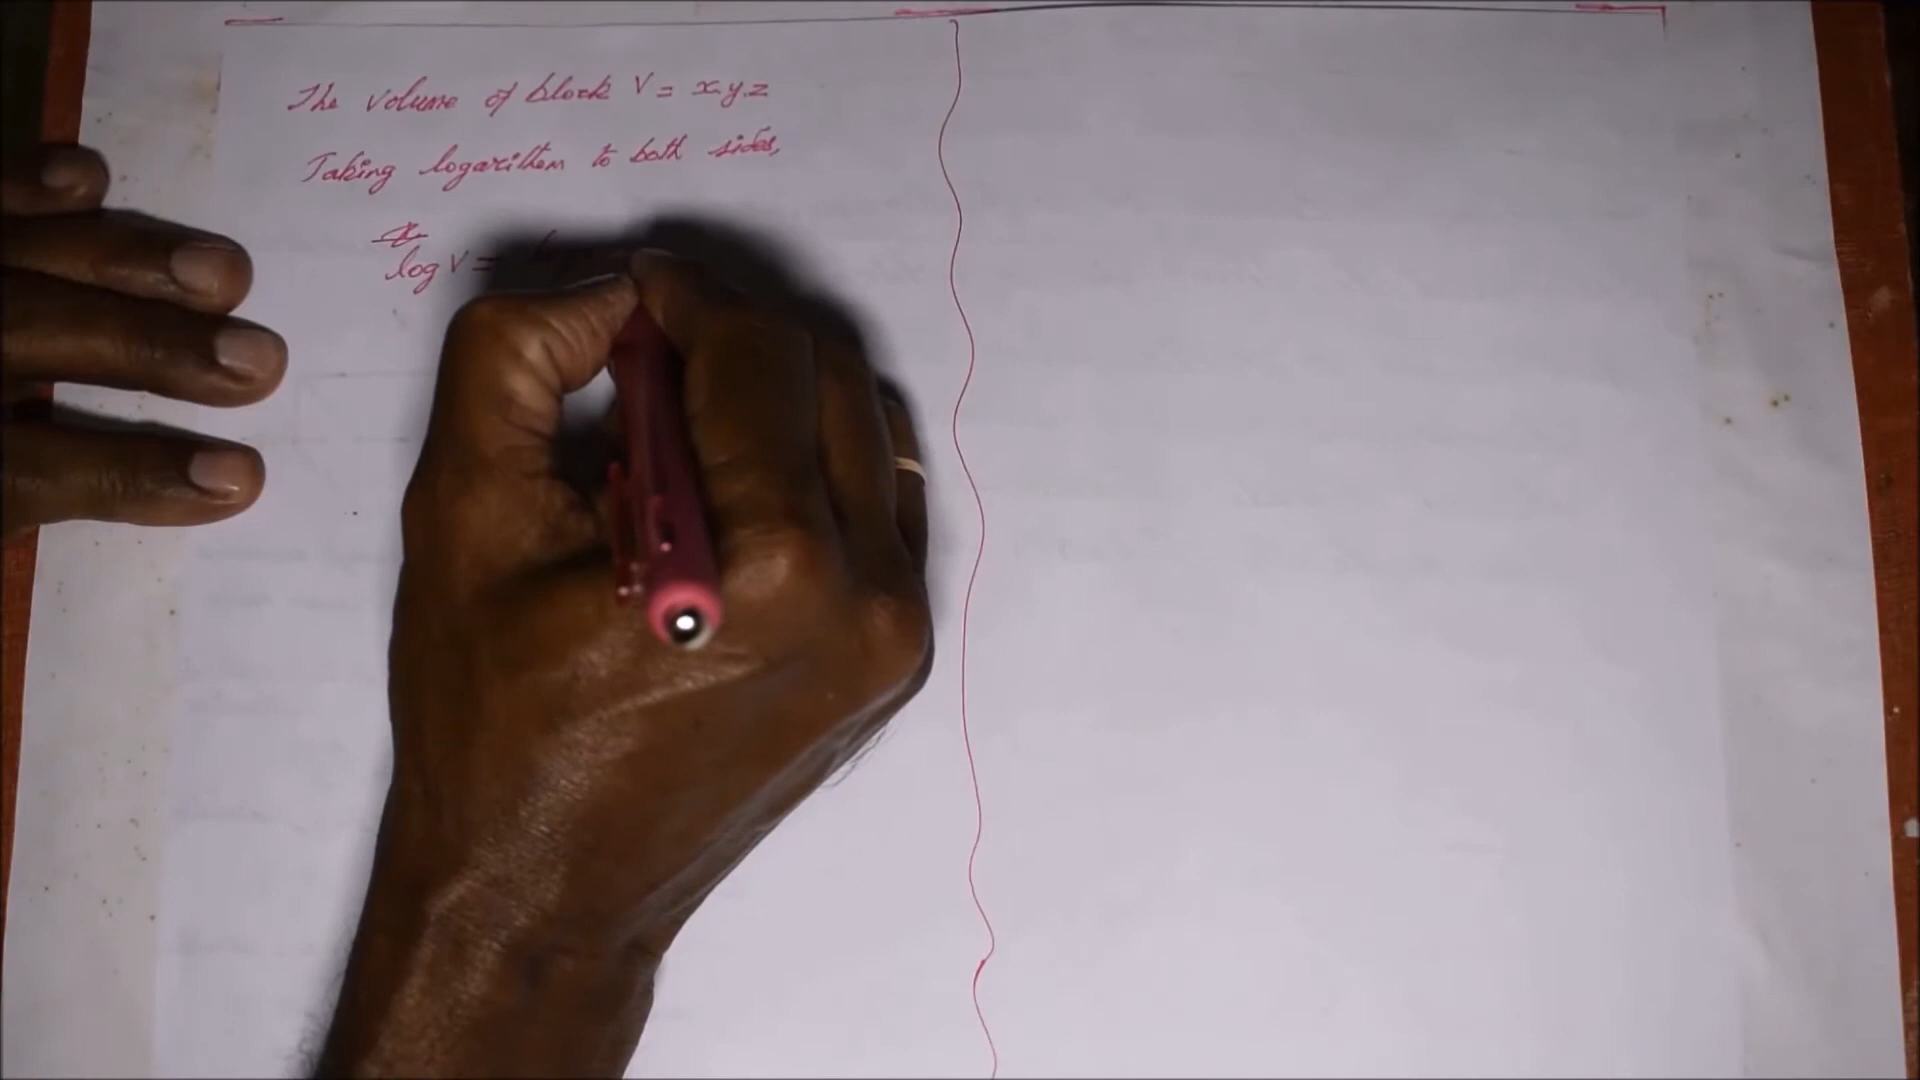 The volume of block V = x.y.z
Taking logarithm to both sides,
log V =